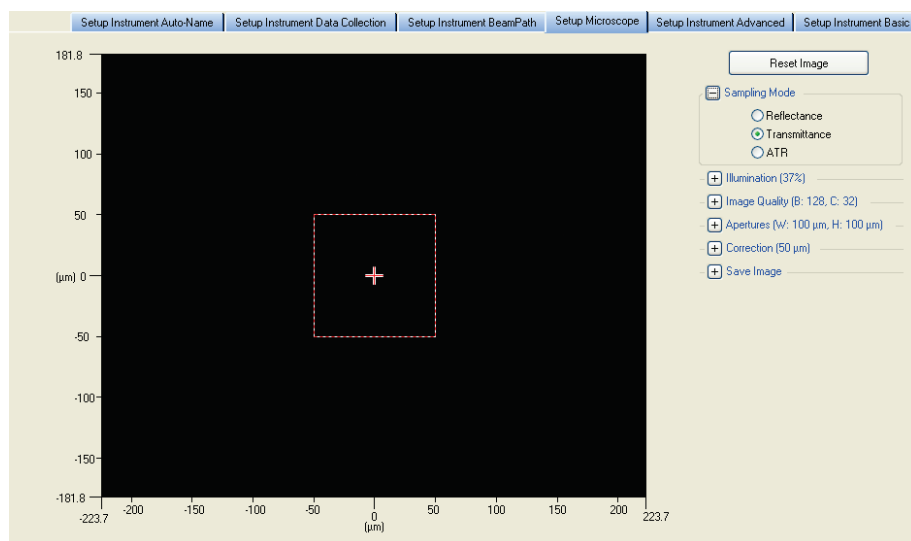 Setup Instrument Auto-Name Setup Instrument Data Collection Setup Instrument BeamPath Setup Microscope Setup Instrument Advanced Setup Instrument Basic
181.8
150
100
50
(µm) 0
-50
-100
-150
-181.8
-223.7 -200 -150 -100 -50 0 50 100 150 200 223.7
(µm)
Reset Image
Sampling Mode
Reflectance
Transmittance
ATR
Illumination (37%)
Image Quality (B: 128, C: 32)
Apertures (W: 100 µm, H: 100 µm)
Correction (50 µm)
Save Image